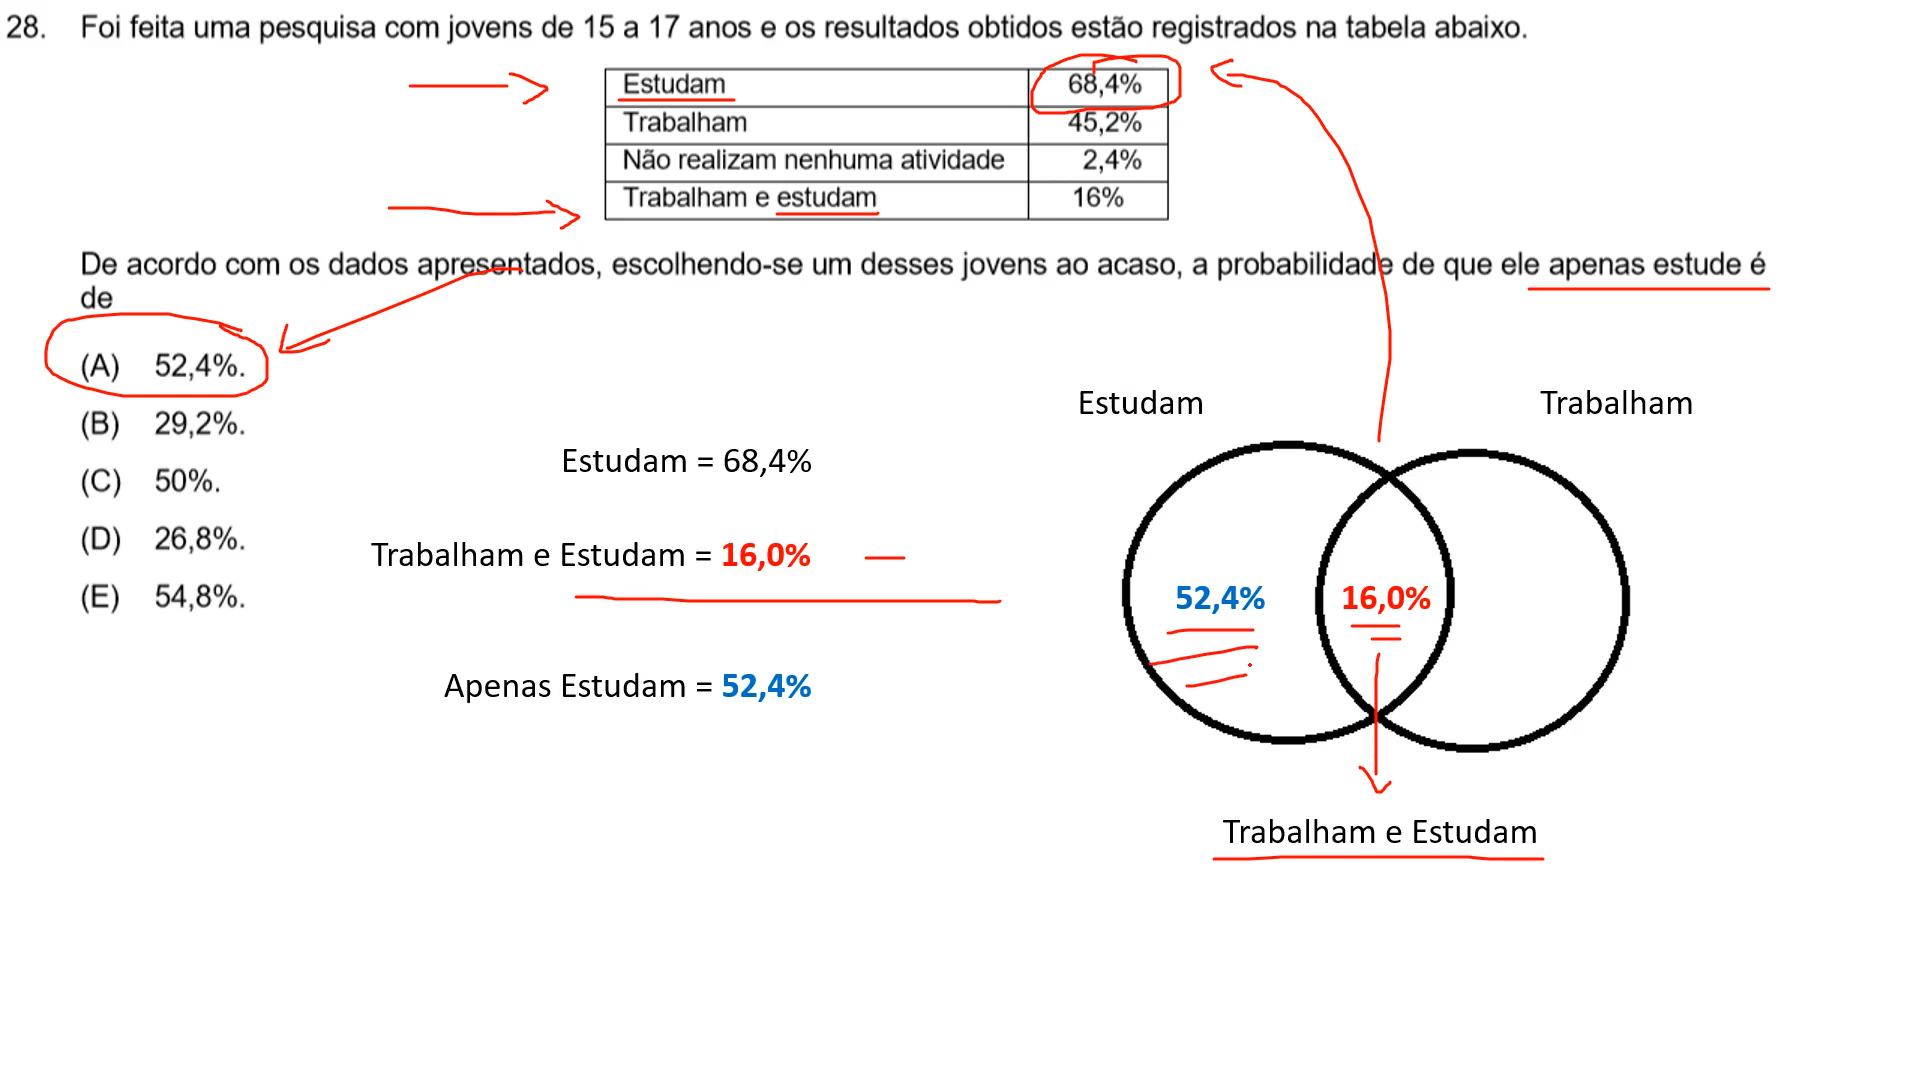 28. Foi feita uma pesquisa com jovens de 15 a 17 anos e os resultados obtidos estão registrados na tabela abaixo.
Estudam 68,4%
Trabalham 45,2%
Não realizam nenhuma atividade 2,4%
Trabalham e estudam 16%
De acordo com os dados apresentados, escolhendo-se um desses jovens ao acaso, a probabilidade de que ele apenas estude é
de
(A) 52,4%.
(B) 29,2%.
(C) 50%.
(D) 26,8%.
(E) 54,8%.
Estudam = 68,4%
Trabalham e Estudam = 16,0%
Apenas Estudam = 52,4%
Estudam Trabalham
52,4% 16,0%
Trabalham e Estudam